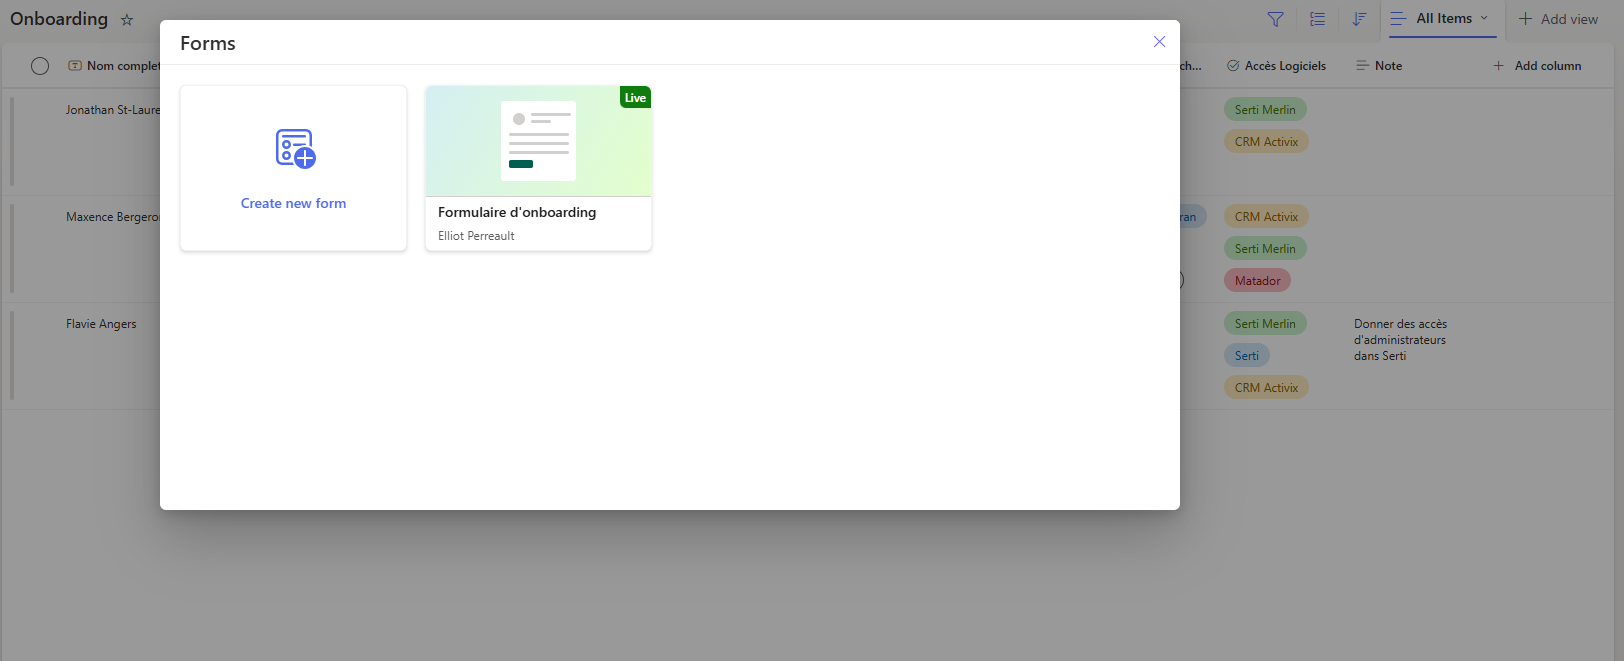 Onboarding
All Items
Add view
Forms
Nom complet
ch...
Accès Logiciels
Note
Add column
Live
Jonathan St-Laure
Serti Merlin
CRM Activix
Create new form
Formulaire d'onboarding
Elliot Perreault
Maxence Bergero
ran
CRM Activix
Serti Merlin
Matador
Flavie Angers
Serti Merlin
Serti
CRM Activix
Donner des accès
d'administrateurs
dans Serti